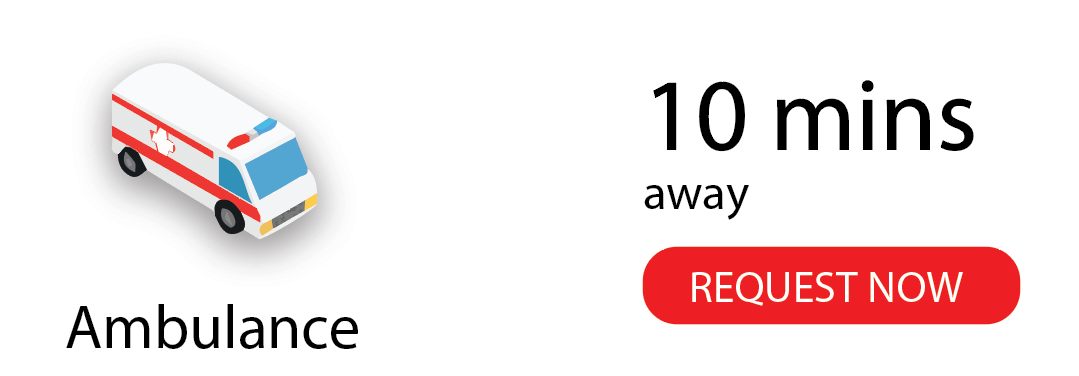 10 mins
away
REQUEST NOW
Ambulance